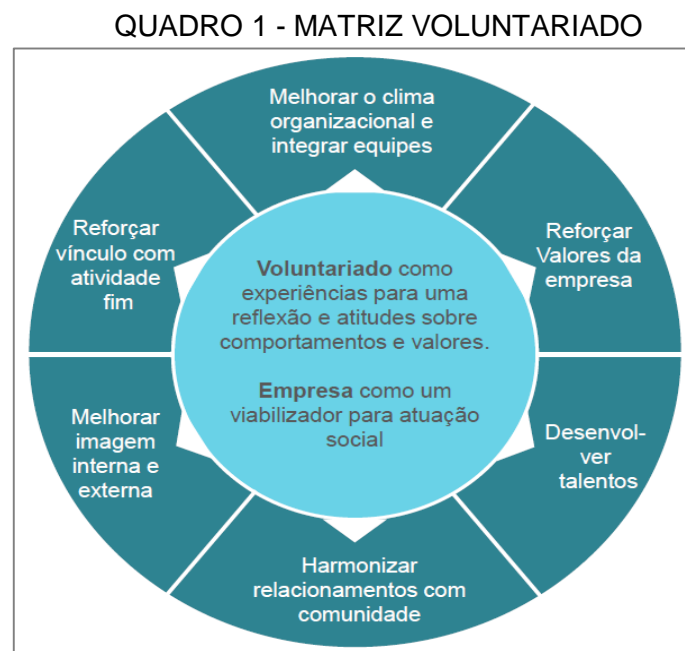 QUADRO 1 - MATRIZ VOLUNTARIADO
Melhorar o clima
organizacional e
integrar equipes
Reforçar
Valores da
empresa
Desenvol-
ver
talentos
Harmonizar
relacionamentos com
comunidade
Melhorar
imagem
interna e
externa
Reforçar
vínculo com
atividade
fim
Voluntariado como
experiências para uma
reflexão e atitudes sobre
comportamentos e valores.
Empresa como um
viabilizador para atuação
social